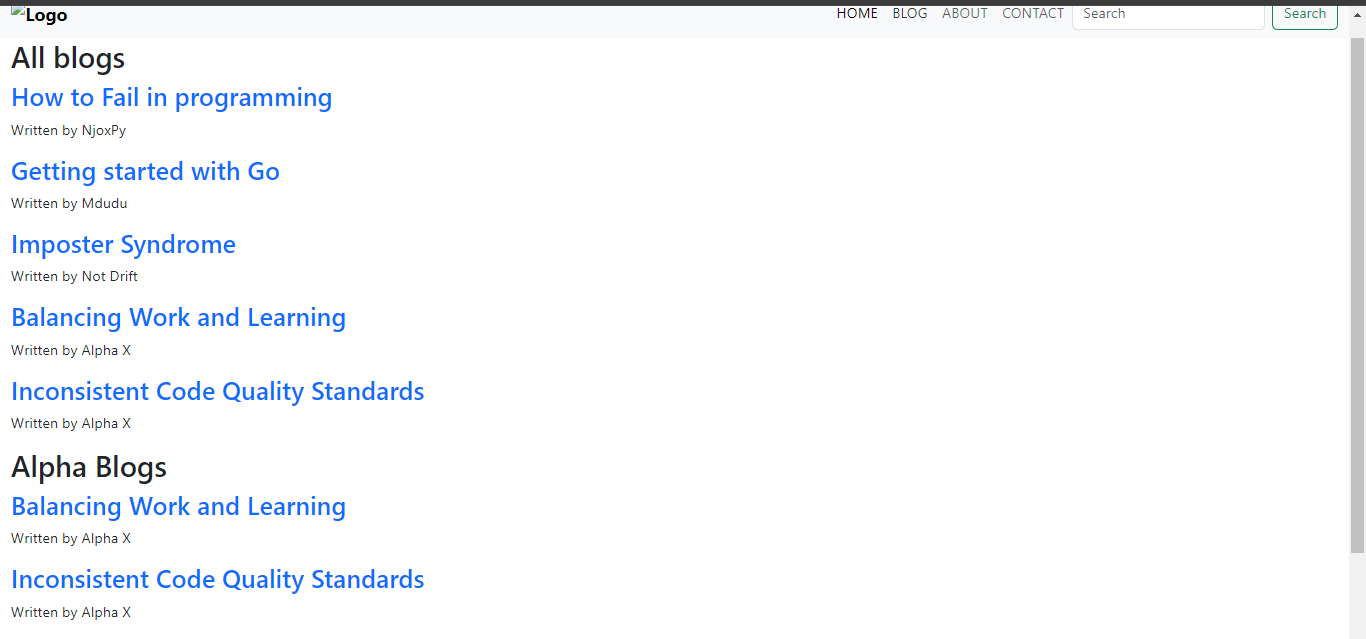 Logo
HOME BLOG ABOUT CONTACT Search Search
All blogs
How to Fail in programming
Written by NjoxPy
Getting started with Go
Written by Mdudu
Imposter Syndrome
Written by Not Drift
Balancing Work and Learning
Written by Alpha X
Inconsistent Code Quality Standards
Written by Alpha X
Alpha Blogs
Balancing Work and Learning
Written by Alpha X
Inconsistent Code Quality Standards
Written by Alpha X